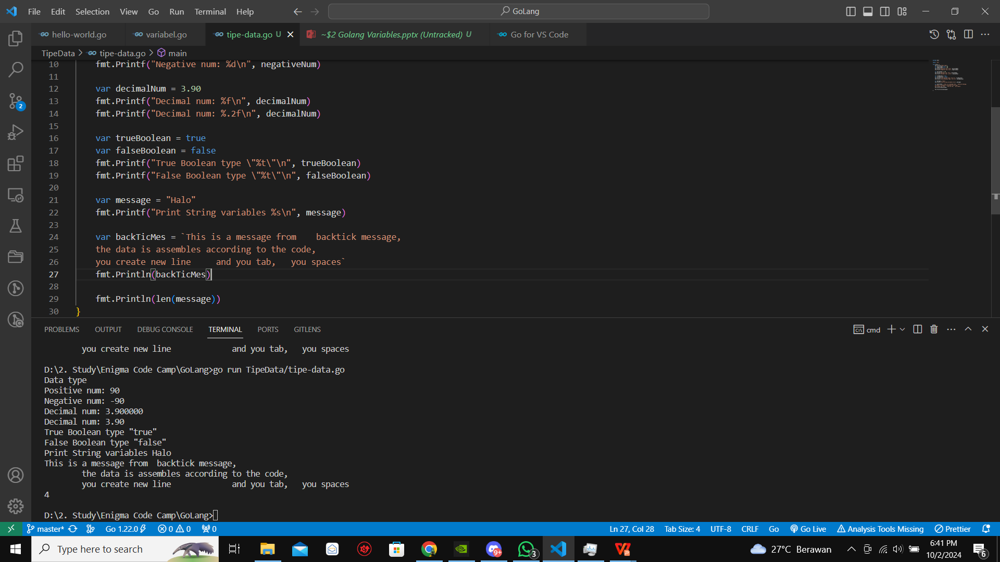 File Edit Selection View Go Run Terminal Help
GoLang
hello-world.go
variabel.go
tipe-data.go U
~$2 Golang Variables.pptx (Untracked) U
Go for VS Code
TipeData > tipe-data.go > main
10 fmt.Printf("Negative num: %d\n", negativeNum)
11
12 var decimalNum = 3.90
13 fmt.Printf("Decimal num: %f\n", decimalNum)
14 fmt.Printf("Decimal num: %.2f\n", decimalNum)
15
16 var trueBoolean = true
17 var falseBoolean = false
18 fmt.Printf("True Boolean type \"%t\"\n", trueBoolean)
19 fmt.Printf("False Boolean type \"%t\"\n", falseBoolean)
20
21 var message = "Halo"
22 fmt.Printf("Print String variables %s\n", message)
23
24 var backTicMes = `This is a message from    backtick message,
25 the data is assembles according to the code,
26 you create new line     and you tab,   you spaces`
27 fmt.Println(backTicMes)
28
29 fmt.Println(len(message))
30 }
PROBLEMS OUTPUT DEBUG CONSOLE TERMINAL PORTS GITLENS
cmd
you create new line             and you tab,   you spaces
D:\2. Study\Enigma Code Camp\GoLang>go run TipeData/tipe-data.go
Data type
Positive num: 90
Negative num: -90
Decimal num: 3.900000
Decimal num: 3.90
True Boolean type "true"
False Boolean type "false"
Print String variables Halo
This is a message from  backtick message,
the data is assembles according to the code,
you create new line             and you tab,   you spaces
4
D:\2. Study\Enigma Code Camp\GoLang>
2
master* Go 1.22.0 0 0 0
Ln 27, Col 28 Tab Size: 4 UTF-8 CRLF Go Go Live Analysis Tools Missing Prettier
Type here to search
9+
3
27°C Berawan
6:41 PM
10/2/2024
6